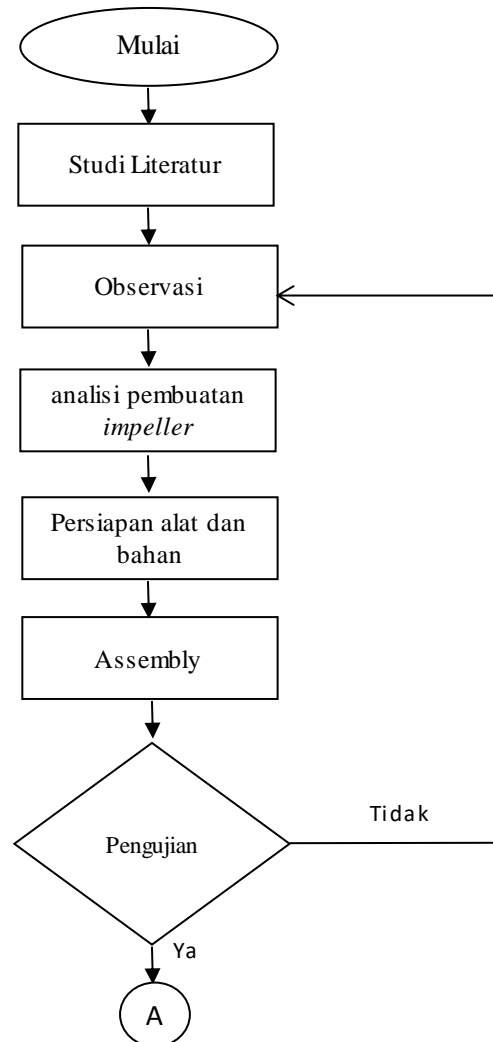 Mulai
Studi Literatur
Observasi
analisi pembuatan
impeller
Persiapan alat dan
bahan
Assembly
Pengujian
Tidak
Ya
A